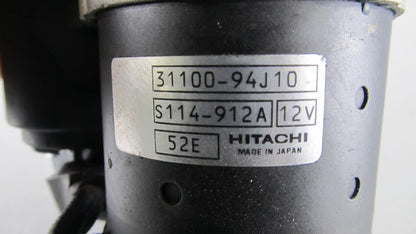 31100-94J10
S114-912A 12V
52E HITACHI
MADE IN JAPAN